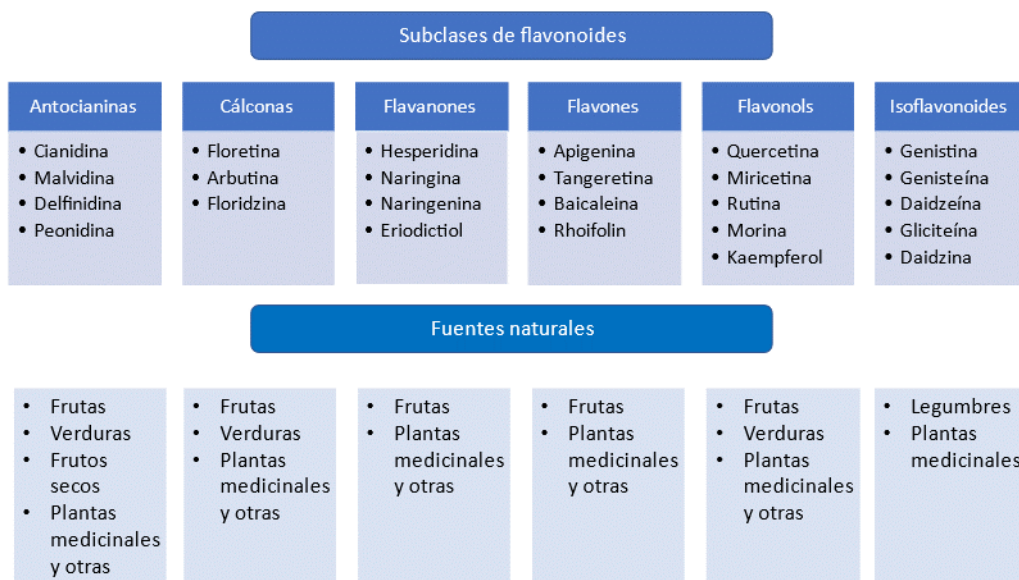 Subclases de flavonoides
Antocianinas
• Cianidina
• Malvidina
• Delfinidina
• Peonidina
Cálconas
• Floretina
• Arbutina
• Floridzina
Flavanones
• Hesperidina
• Naringina
• Naringenina
• Eriodictiol
Flavones
• Apigenina
• Tangeretina
• Baicaleina
• Rhoifolin
Flavonols
• Quercetina
• Miricetina
• Rutina
• Morina
• Kaempferol
Isoflavonoides
• Genistina
• Genisteína
• Daidzeína
• Gliciteína
• Daidzina
Fuentes naturales
• Frutas
• Verduras
• Frutos
secos
• Plantas
medicinales
y otras
• Frutas
• Verduras
• Plantas
medicinales
y otras
• Frutas
• Plantas
medicinales
y otras
• Frutas
• Plantas
medicinales
y otras
• Frutas
• Verduras
• Plantas
medicinales
y otras
• Legumbres
• Plantas
medicinales